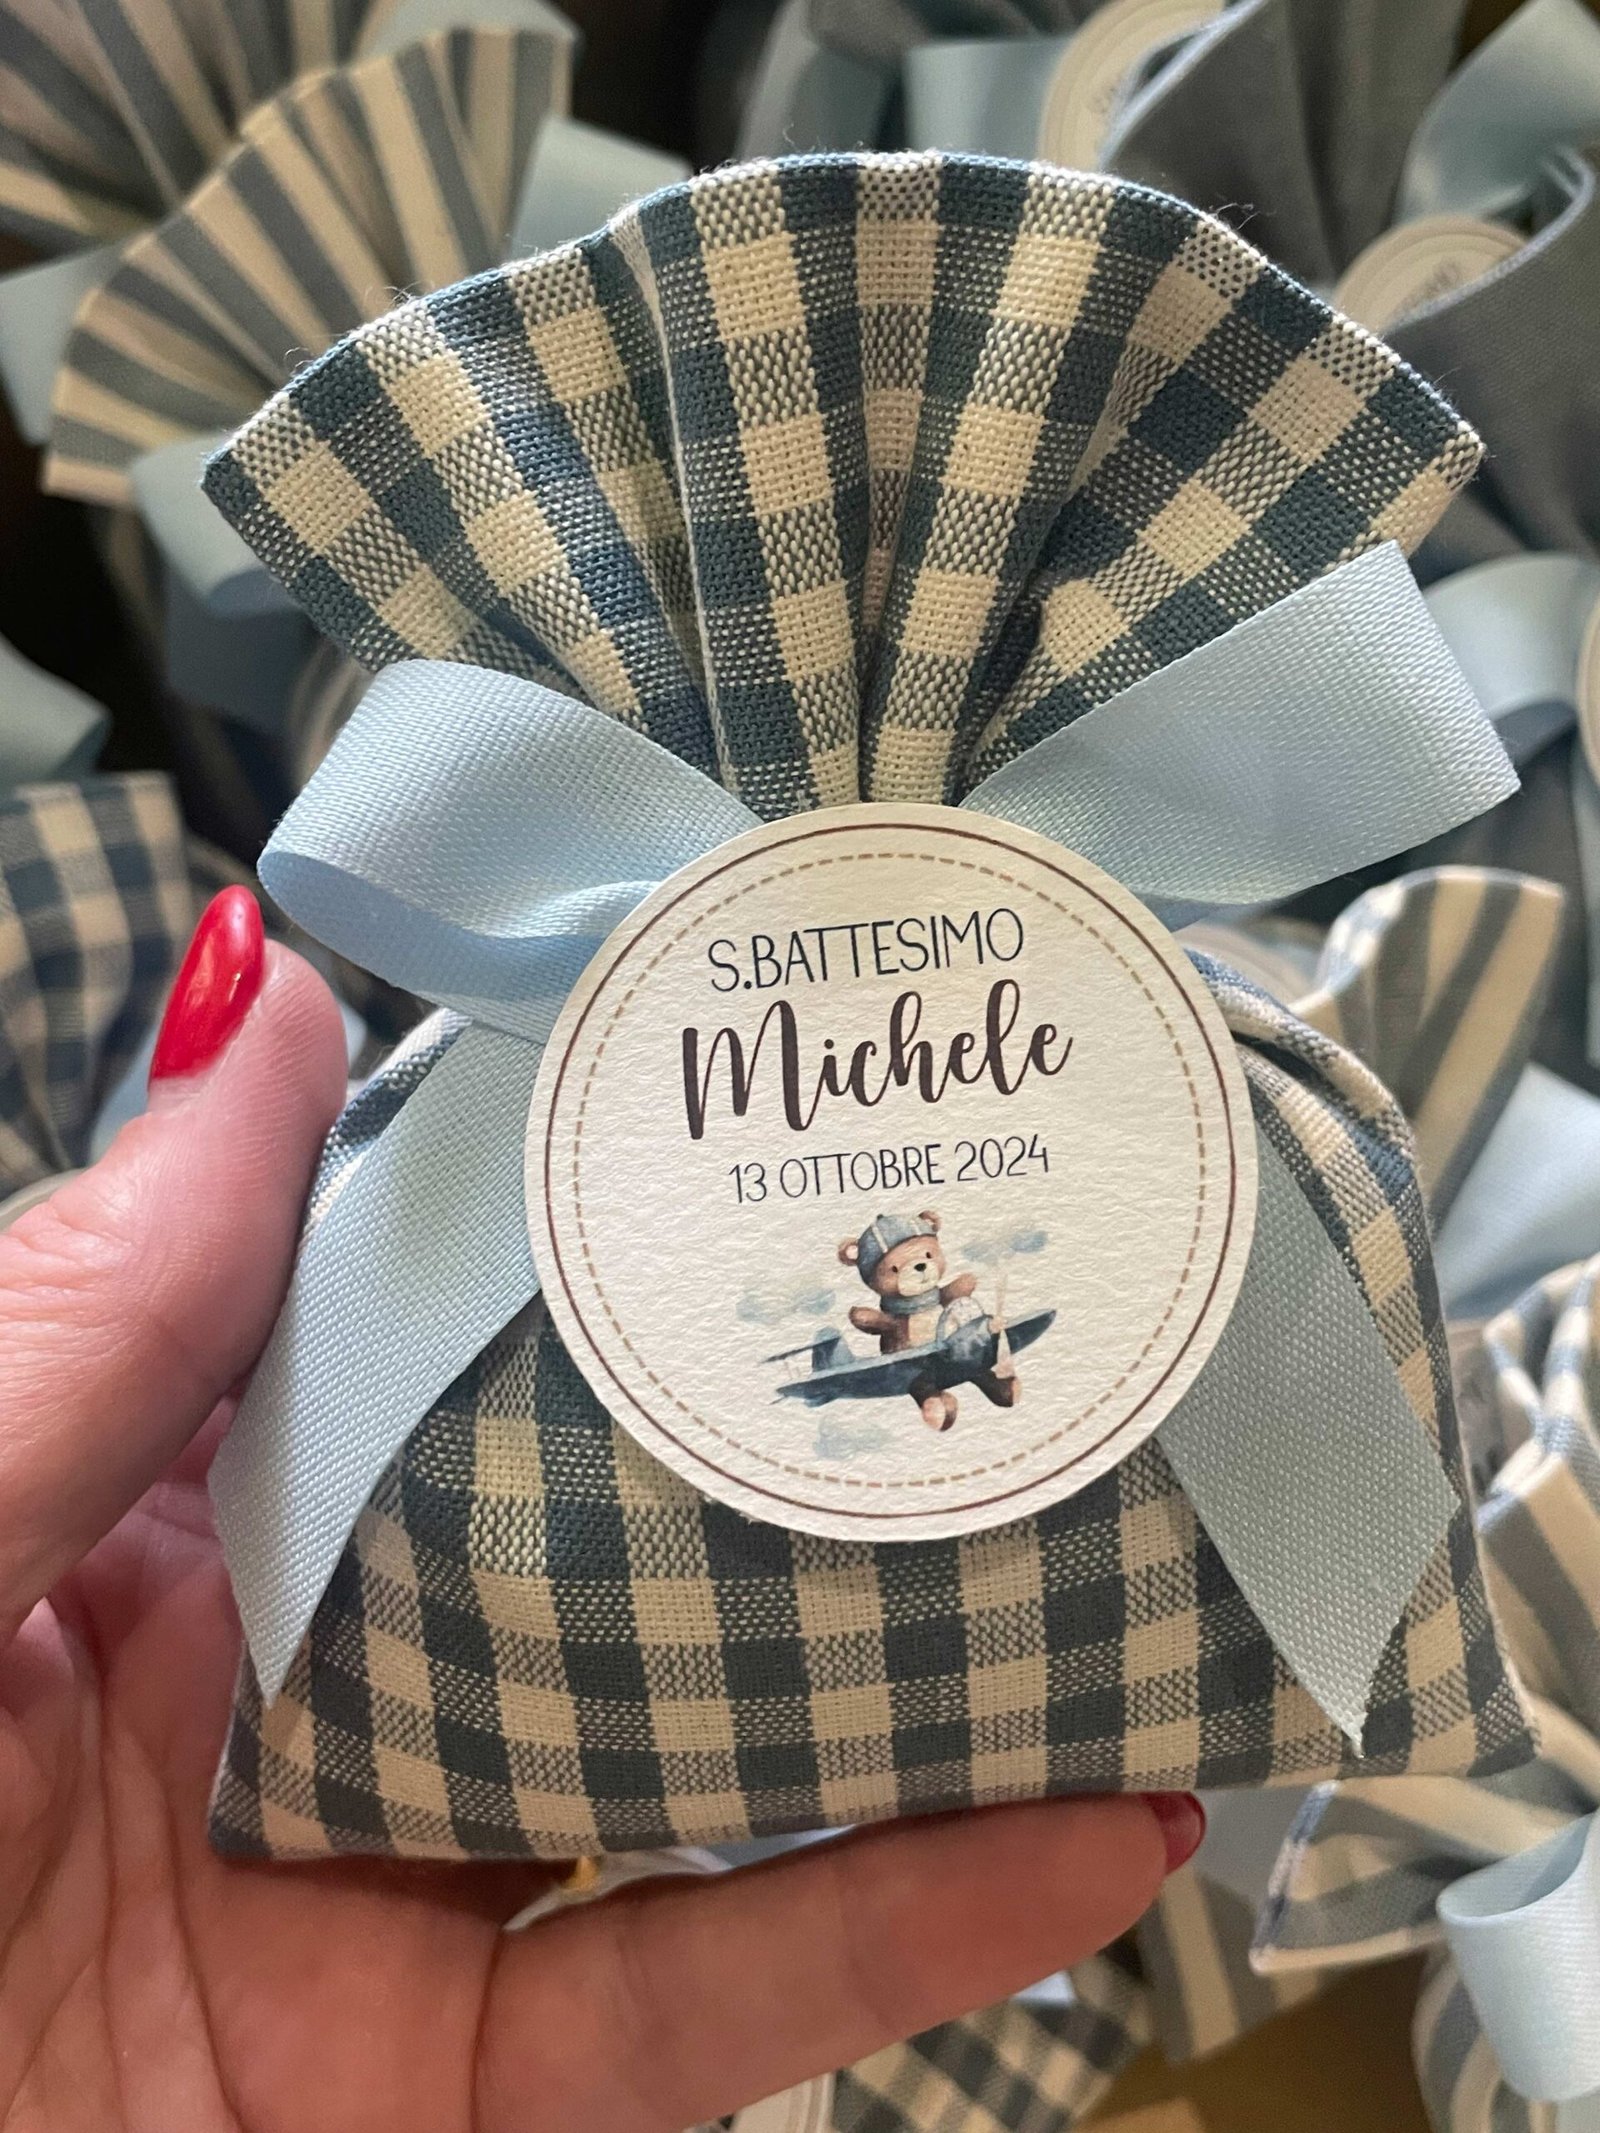 S.BATTESIMO
Michele
13 OTTOBRE 2024